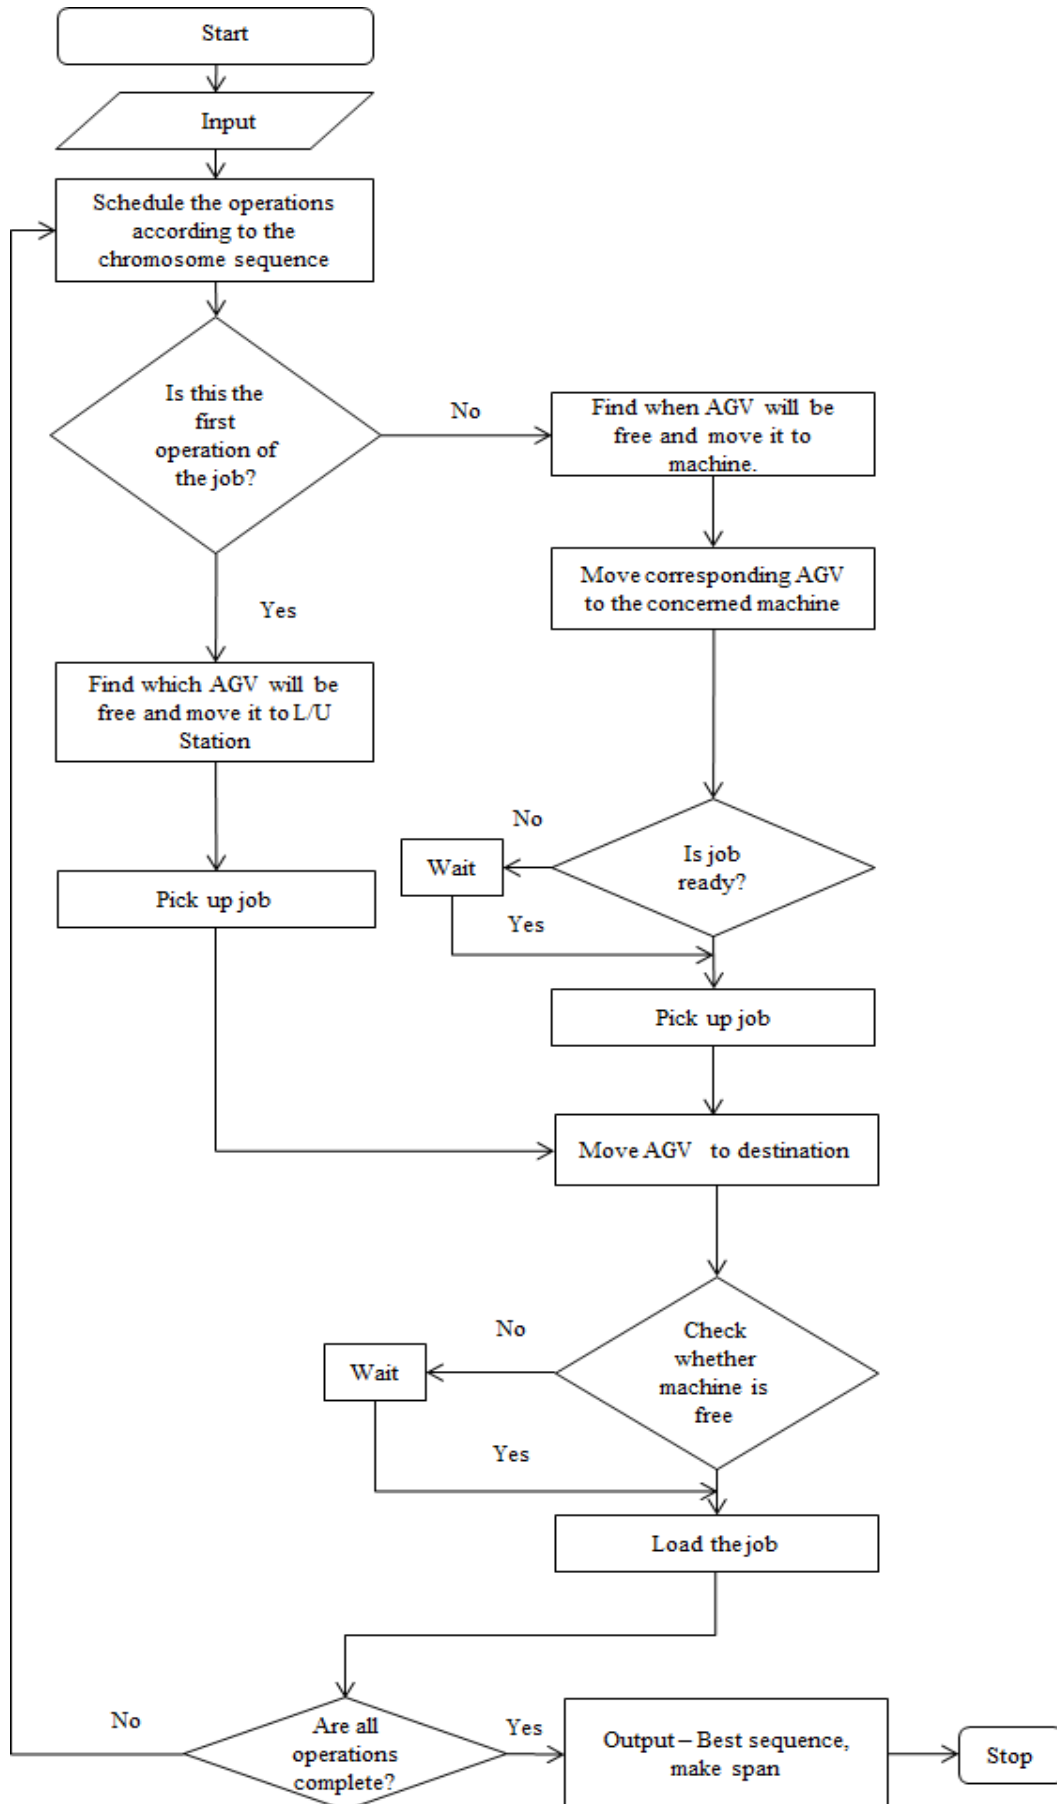 Start
Input
Schedule the operations
according to the
chromosome sequence
Is this the
first
operation of
the job?
No
Find when AGV will be
free and move it to
machine.
Move corresponding AGV
to the concerned machine
Yes
Find which AGV will be
free and move it to L/U
Station
Pick up job
No
Wait
Is job
ready?
Yes
Pick up job
Move AGV to destination
No
Wait
Check
whether
machine is
free
Yes
Load the job
No
Are all
operations
complete?
Yes
Output – Best sequence,
make span
Stop